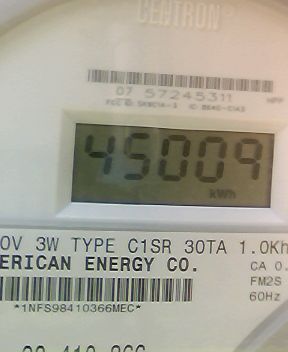 CENTRON
07 57245311
45009
kWh
0V 3W TYPE C1SR 30TA 1.0Kh
ERICAN ENERGY CO.
CA 0.
FM2S
60Hz
*1NFS98410366MEC*